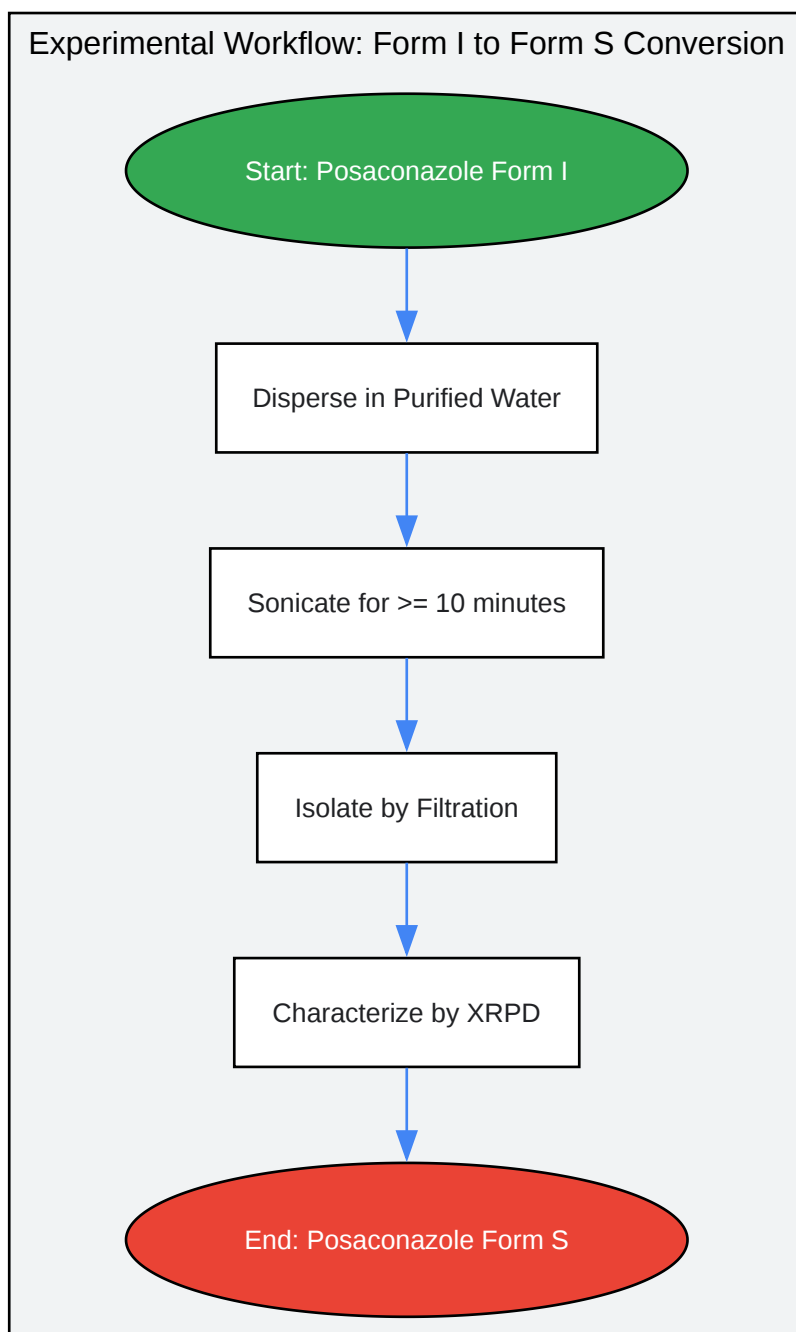 Experimental Workflow: Form I to Form S Conversion
Start: Posaconazole Form I
Disperse in Purified Water
Sonicate for >= 10 minutes
Isolate by Filtration
Characterize by XRPD
End: Posaconazole Form S